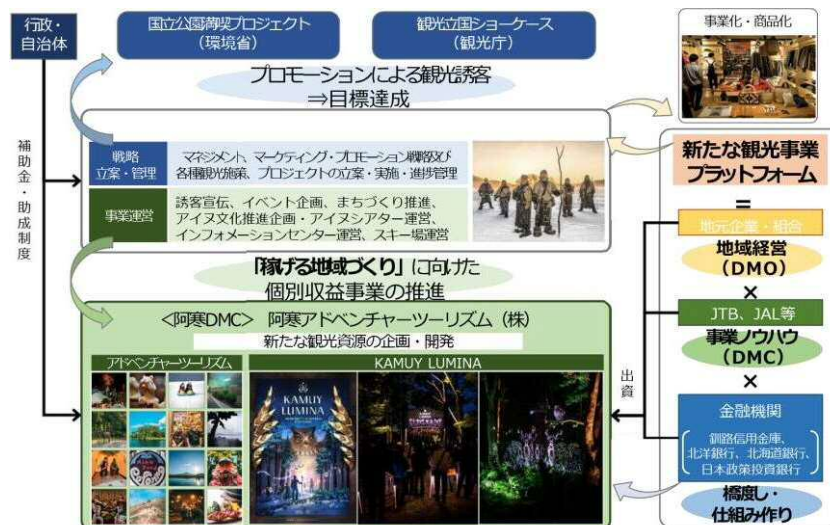 行政・
自治体
国立公園満喫プロジェクト
（環境省）
観光立国ショーケース
（観光庁）
事業化・商品化
プロモーションによる観光誘客
⇒目標達成
補助金・助成制度
戦略
立案・管理
マネジメント、マーケティング・プロモーション戦略及び
各種観光施策、プロジェクトの立案・実施・進捗管理
事業運営
誘客宣伝、イベント企画、まちづくり推進、
アイヌ文化推進企画・アイヌシアター運営、
インフォメーションセンター運営、スキー場運営
「稼げる地域づくり」に向けた
個別収益事業の推進
<阿寒DMC> 阿寒アドベンチャーツーリズム（株）
新たな観光資源の企画・開発
アドベンチャーツーリズム
KAMUY LUMINA
KAMUY
LUMINA
出資
新たな観光事業
プラットフォーム
=
地元企業・組合
地域経営
（DMO）
×
JTB、JAL等
事業ノウハウ
（DMC）
×
金融機関
釧路信用金庫、
北洋銀行、北海道銀行、
日本政策投資銀行
橋渡し・
仕組み作り